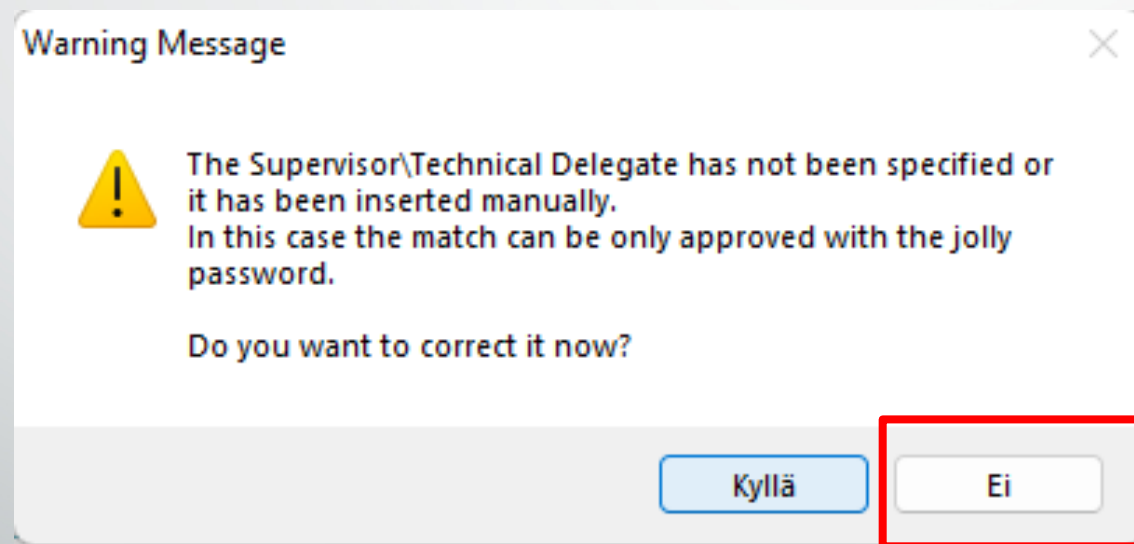 Warning Message
The Supervisor\Technical Delegate has not been specified or
it has been inserted manually.
In this case the match can be only approved with the jolly
password.
Do you want to correct it now?
Kyllä Ei